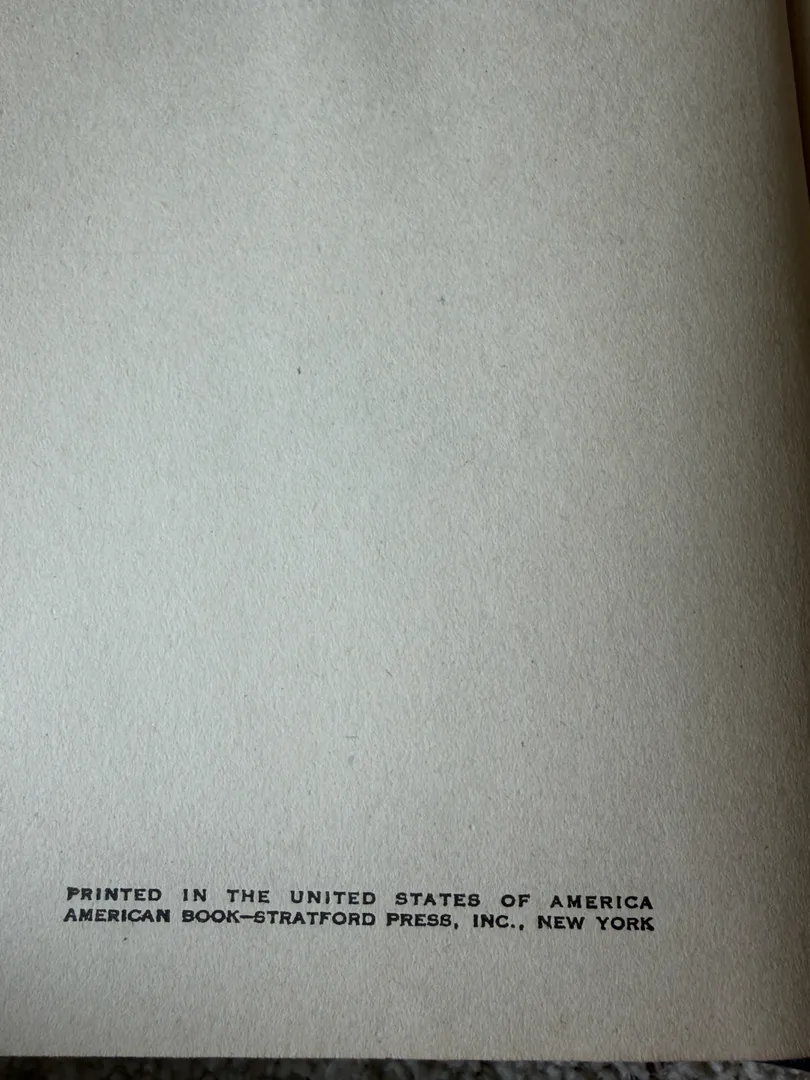 PRINTED IN THE UNITED STATES OF AMERICA
AMERICAN BOOK—STRATFORD PRESS, INC., NEW YORK